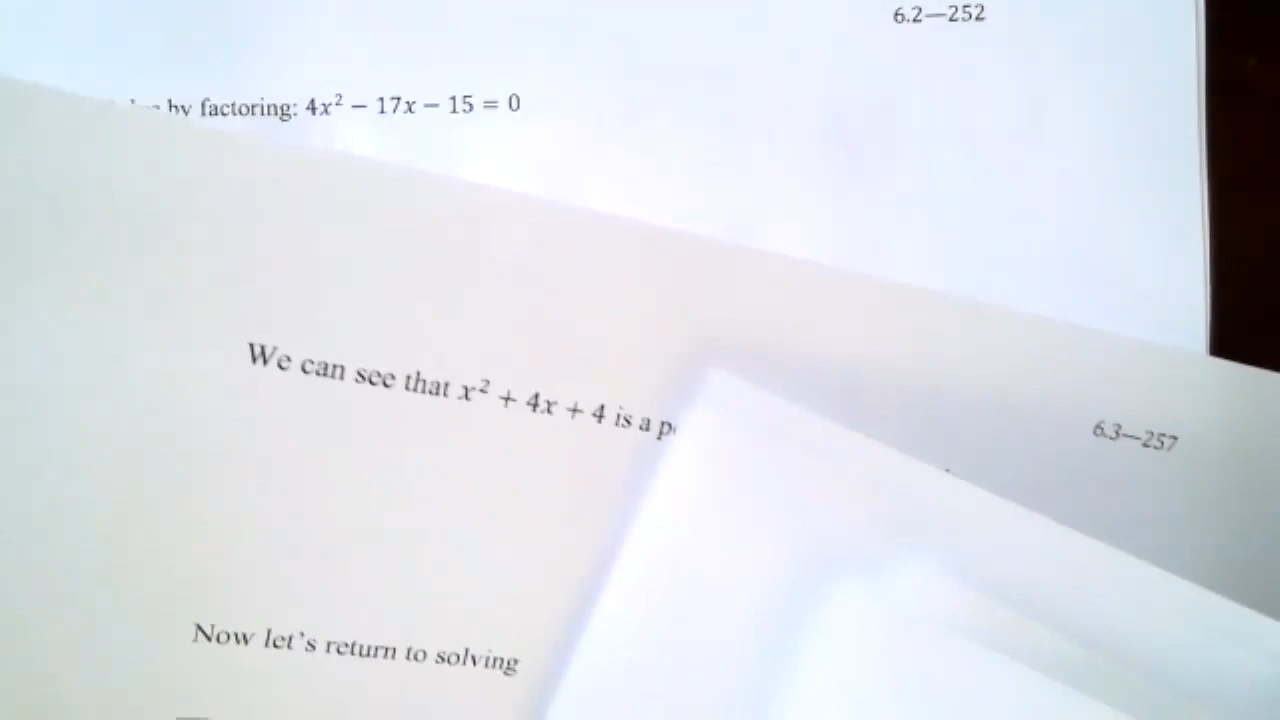 6.2—252
by factoring: 4x² − 17x − 15 = 0
We can see that x² + 4x + 4 is a
6.3—257
Now let's return to solving